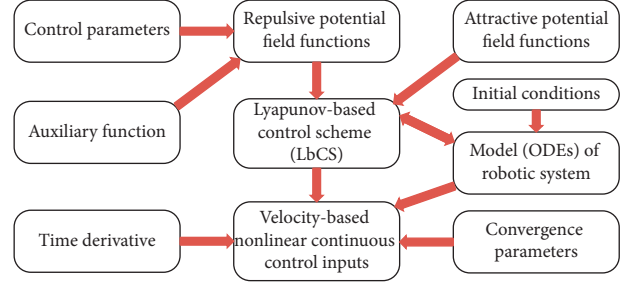 Control parameters
Repulsive potential
field functions
Attractive potential
field functions
Initial conditions
Auxiliary function
Lyapunov-based
control scheme
(LbCS)
Model (ODEs) of
robotic system
Time derivative
Velocity-based
nonlinear continuous
control inputs
Convergence
parameters